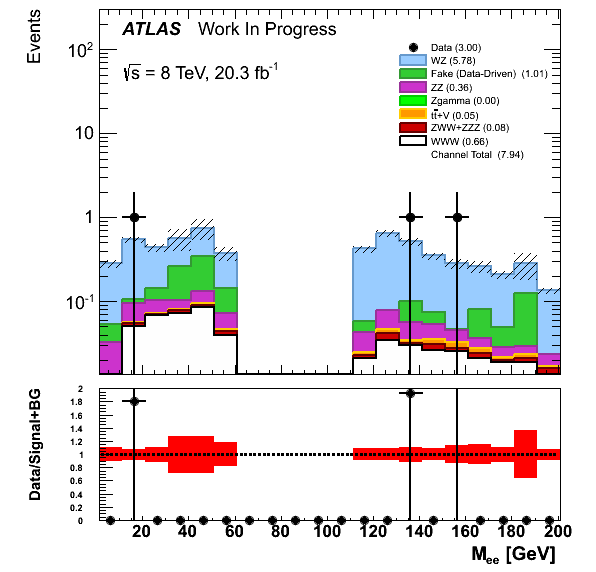 Events
ATLAS Work In Progress
√s = 8 TeV, 20.3 fb⁻¹
Data (3.00)
WZ (5.78)
Fake (Data-Driven) (1.01)
ZZ (0.36)
Zgamma (0.00)
tt̄+V (0.05)
ZWW+ZZZ (0.08)
WWW (0.66)
Channel Total (7.94)
10²
10
1
10⁻¹
Data/Signal+BG
2
1.8
1.6
1.4
1.2
1
0.8
0.6
0.4
0.2
0
20 40 60 80 100 120 140 160 180 200
Mee [GeV]